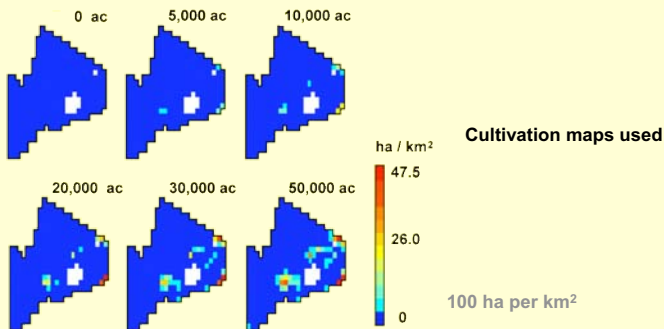 0 ac
5,000 ac
10,000 ac
Cultivation maps used
20,000 ac
30,000 ac
50,000 ac
ha / km²
47.5
26.0
0
100 ha per km²